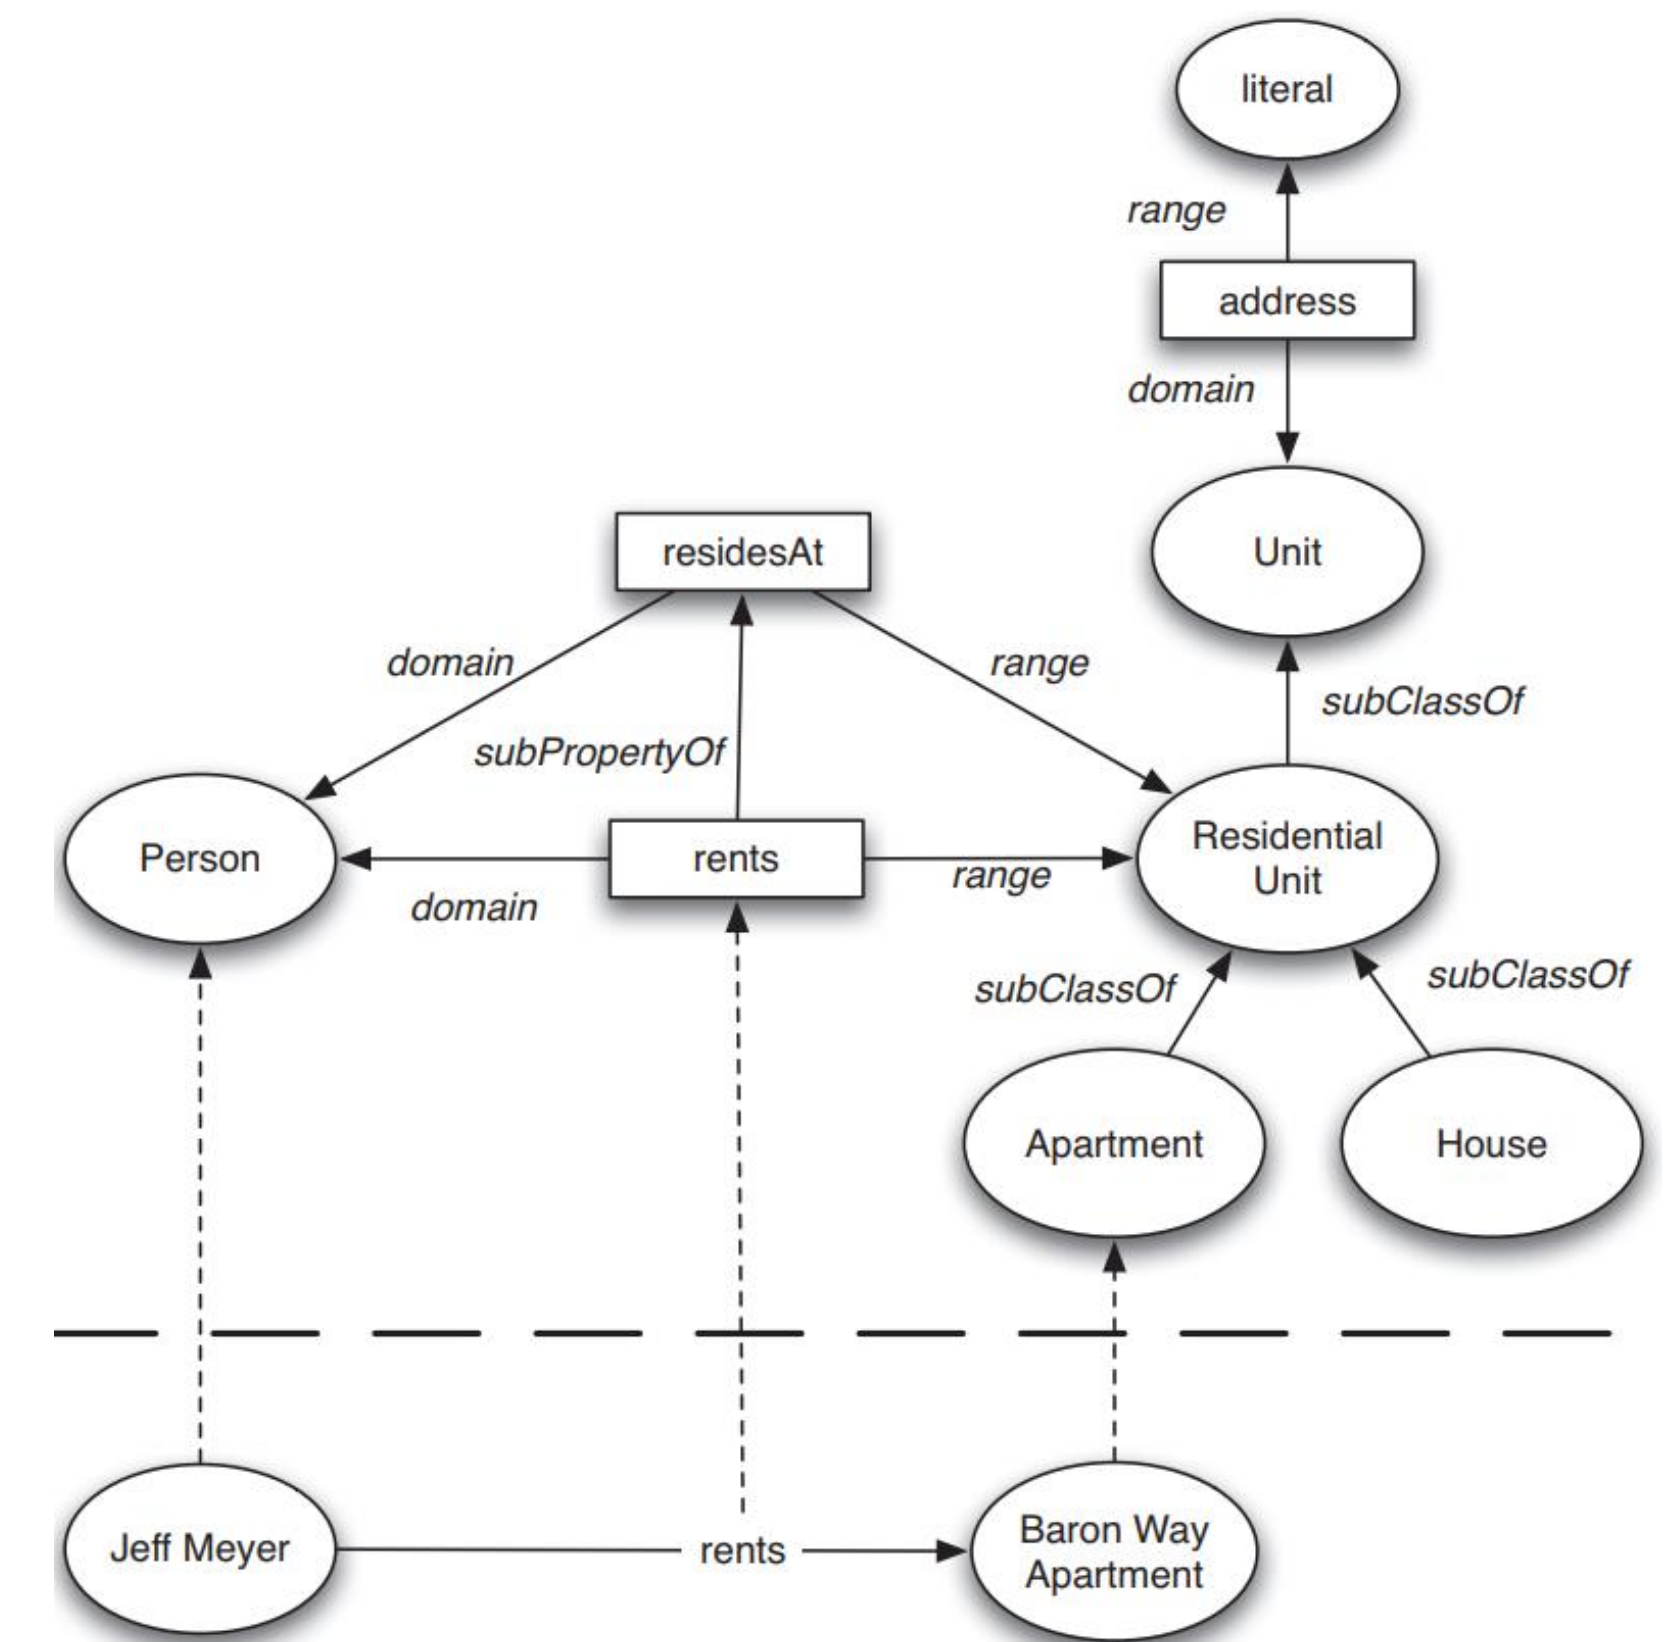 literal
range
address
domain
residesAt
Unit
domain
range
subClassOf
subPropertyOf
Person
rents
Residential
Unit
range
domain
subClassOf
subClassOf
Apartment
House
Jeff Meyer
rents
Baron Way
Apartment